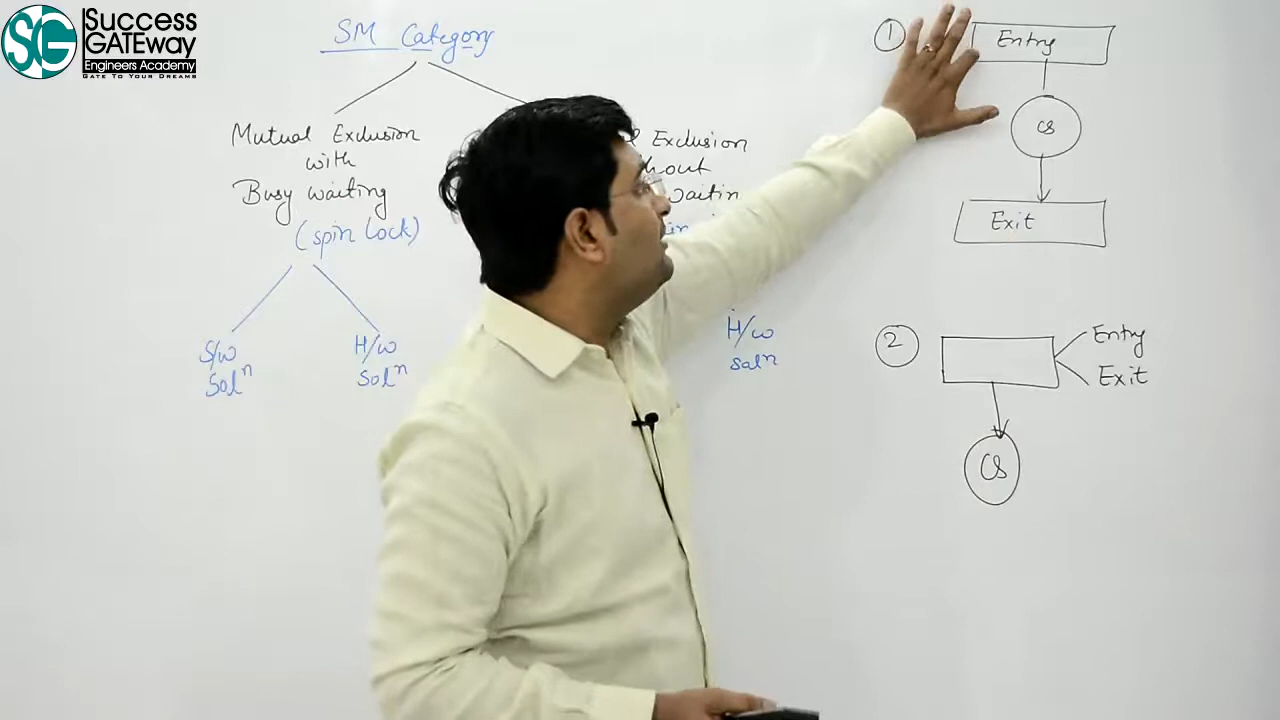 Success
GATEway
Engineers Academy
GATE TO YOUR DREAMS
SG
SM Category
Mutual Exclusion
with
Busy waiting
(spin lock)
S/w
Solⁿ
H/w
Solⁿ
Exclusion
H/w
Solⁿ
1
Entry
CS
Exit
2
Entry
Exit
CS